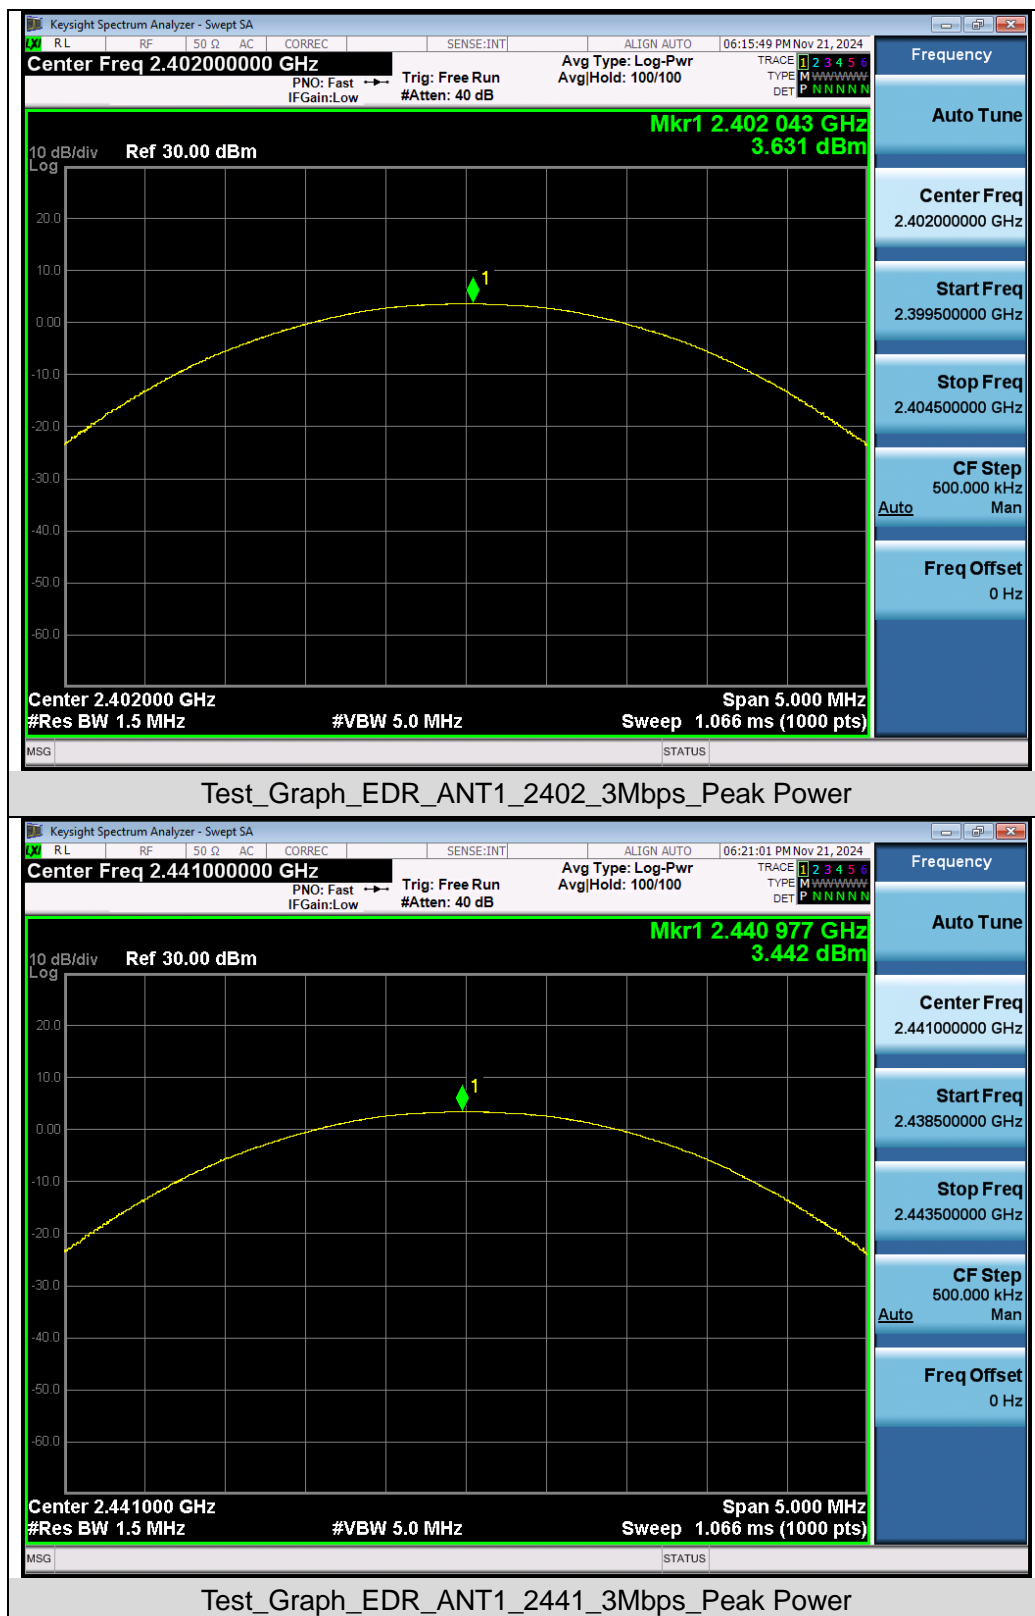 Keysight Spectrum Analyzer - Swept SA
LXI RL RF 50 Ω AC CORREC SENSE:INT ALIGN AUTO 06:15:49 PM Nov 21, 2024
Center Freq 2.402000000 GHz
PNO: Fast
IFGain:Low
Trig: Free Run
#Atten: 40 dB
Avg Type: Log-Pwr
Avg|Hold: 100/100
TRACE 1 2 3 4 5 6
TYPE M WWWWW
DET P N N N N N
Mkr1 2.402 043 GHz
3.631 dBm
10 dB/div Ref 30.00 dBm
Log
20.0
10.0
1
0.00
-10.0
-20.0
-30.0
-40.0
-50.0
-60.0
Center 2.402000 GHz Span 5.000 MHz
#Res BW 1.5 MHz #VBW 5.0 MHz Sweep 1.066 ms (1000 pts)
MSG STATUS
Frequency
Auto Tune
Center Freq
2.402000000 GHz
Start Freq
2.399500000 GHz
Stop Freq
2.404500000 GHz
CF Step
500.000 kHz
Auto Man
Freq Offset
0 Hz
Test_Graph_EDR_ANT1_2402_3Mbps_Peak Power
Keysight Spectrum Analyzer - Swept SA
LXI RL RF 50 Ω AC CORREC SENSE:INT ALIGN AUTO 06:21:01 PM Nov 21, 2024
Center Freq 2.441000000 GHz
PNO: Fast
IFGain:Low
Trig: Free Run
#Atten: 40 dB
Avg Type: Log-Pwr
Avg|Hold: 100/100
TRACE 1 2 3 4 5 6
TYPE M WWWWW
DET P N N N N N
Mkr1 2.440 977 GHz
3.442 dBm
10 dB/div Ref 30.00 dBm
Log
20.0
10.0
1
0.00
-10.0
-20.0
-30.0
-40.0
-50.0
-60.0
Center 2.441000 GHz Span 5.000 MHz
#Res BW 1.5 MHz #VBW 5.0 MHz Sweep 1.066 ms (1000 pts)
MSG STATUS
Frequency
Auto Tune
Center Freq
2.441000000 GHz
Start Freq
2.438500000 GHz
Stop Freq
2.443500000 GHz
CF Step
500.000 kHz
Auto Man
Freq Offset
0 Hz
Test_Graph_EDR_ANT1_2441_3Mbps_Peak Power